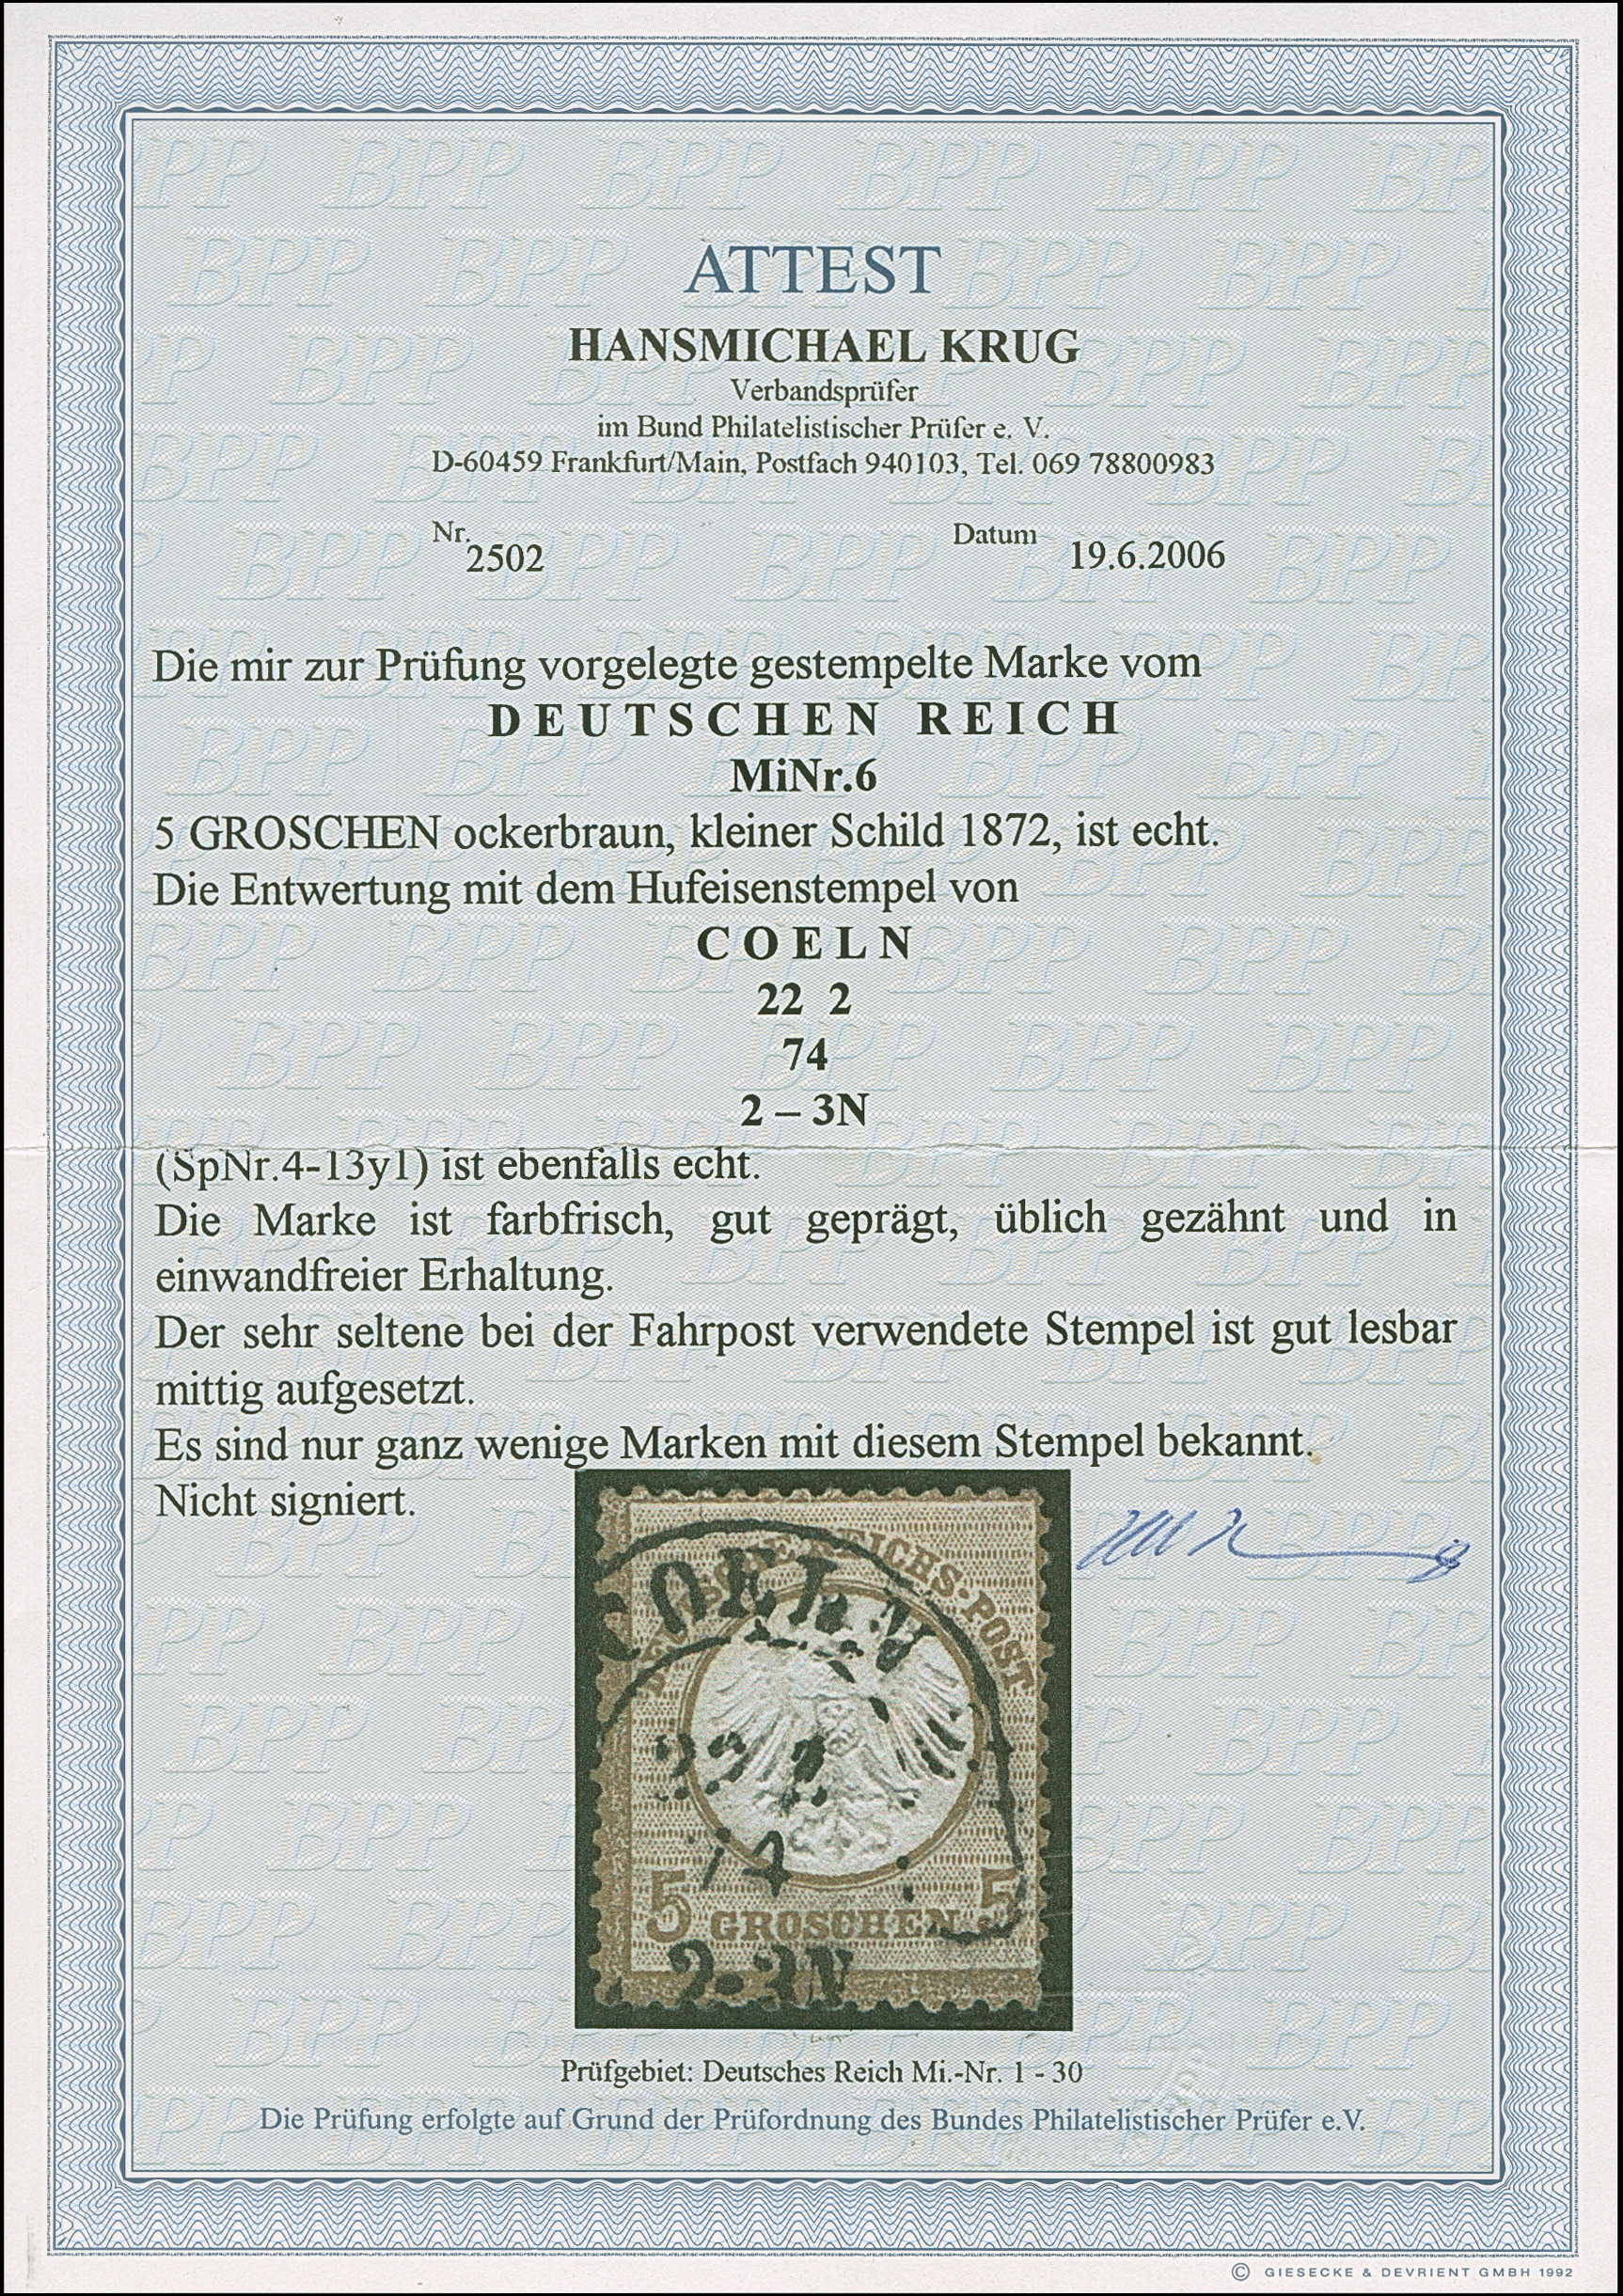 ATTEST
HANSMICHAEL KRUG
Verbandsprüfer
im Bund Philatelistischer Prüfer e. V.
D-60459 Frankfurt/Main, Postfach 940103, Tel. 069 78800983
Nr. 2502 Datum 19.6.2006
Die mir zur Prüfung vorgelegte gestempelte Marke vom
DEUTSCHEN REICH
MiNr.6
5 GROSCHEN ockerbraun, kleiner Schild 1872, ist echt.
Die Entwertung mit dem Hufeisenstempel von
COELN
22 2
74
2 – 3N
(SpNr.4-13y1) ist ebenfalls echt.
Die Marke ist farbfrisch, gut geprägt, üblich gezähnt und in
einwandfreier Erhaltung.
Der sehr seltene bei der Fahrpost verwendete Stempel ist gut lesbar
mittig aufgesetzt.
Es sind nur ganz wenige Marken mit diesem Stempel bekannt.
Nicht signiert.
REICHS-POST
5 GROSCHEN 5
2-3N
Prüfgebiet: Deutsches Reich Mi.-Nr. 1 - 30
Die Prüfung erfolgte auf Grund der Prüfordnung des Bundes Philatelistischer Prüfer e.V.
© GIESECKE & DEVRIENT GMBH 1992